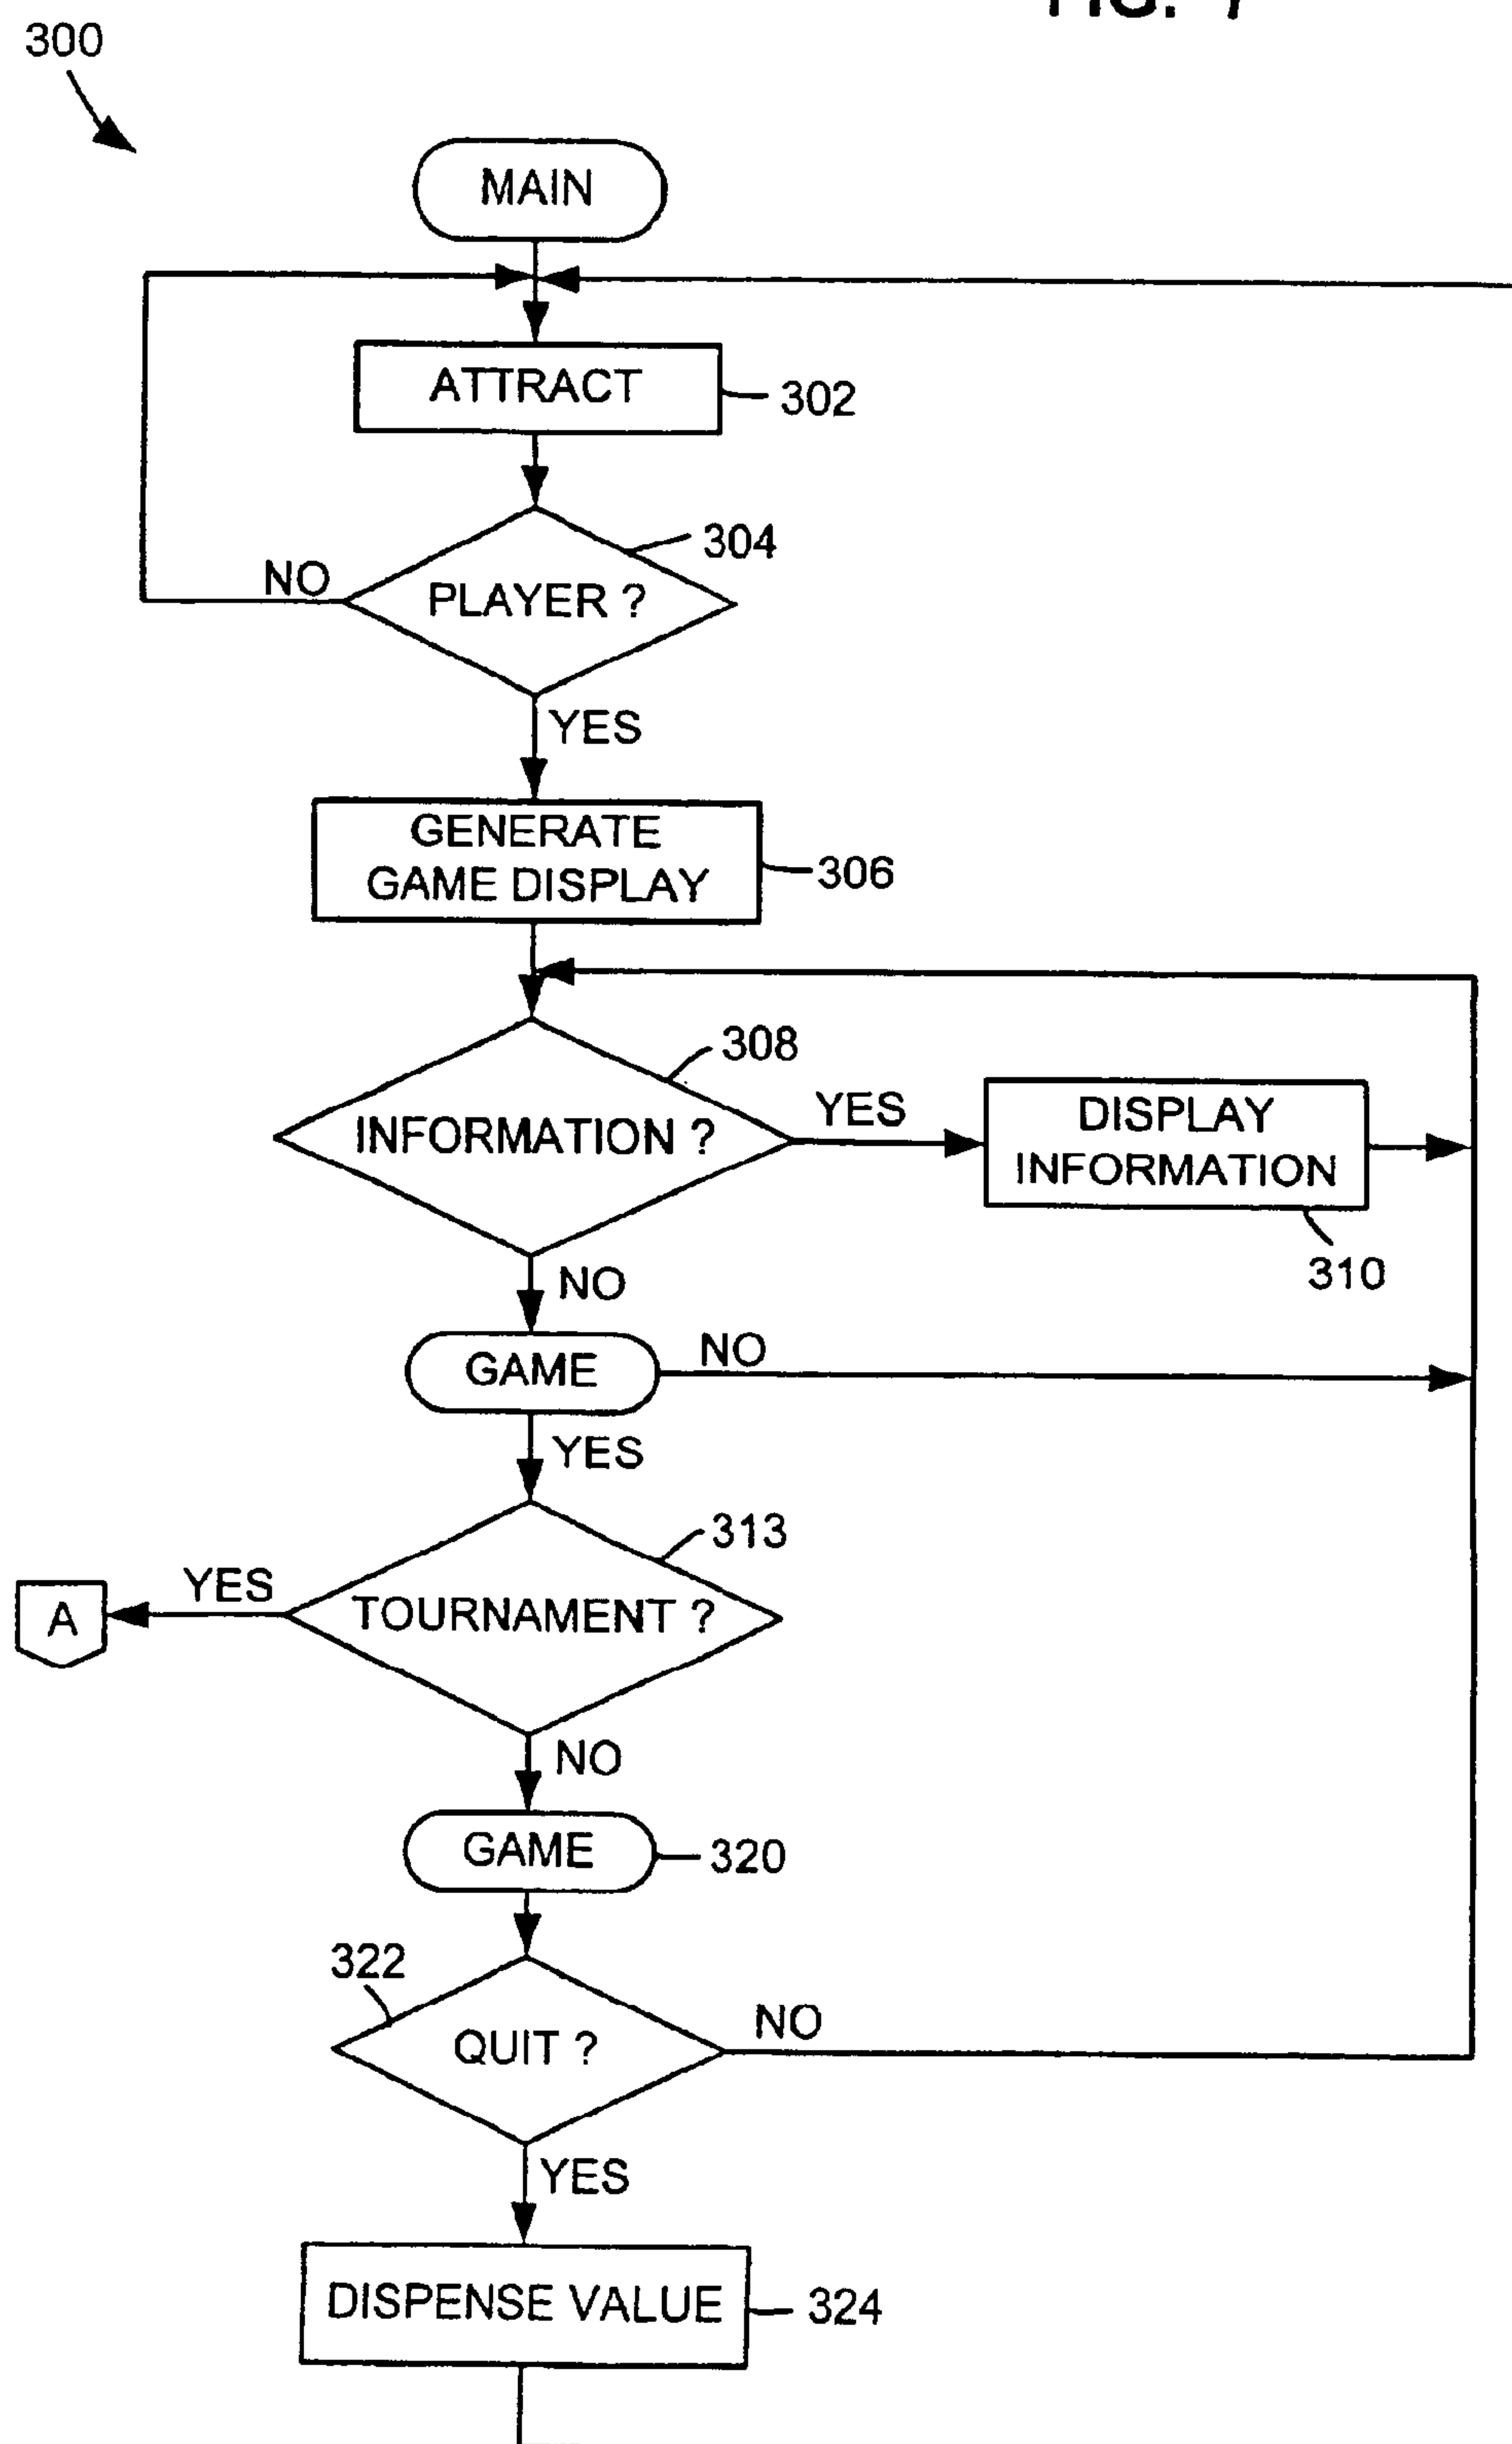 300
MAIN
ATTRACT
302
304
NO
PLAYER ?
YES
GENERATE
GAME DISPLAY
306
308
INFORMATION ?
YES
DISPLAY
INFORMATION
310
NO
GAME
NO
YES
313
YES
A
TOURNAMENT ?
NO
GAME
320
322
QUIT ?
NO
YES
DISPENSE VALUE
324